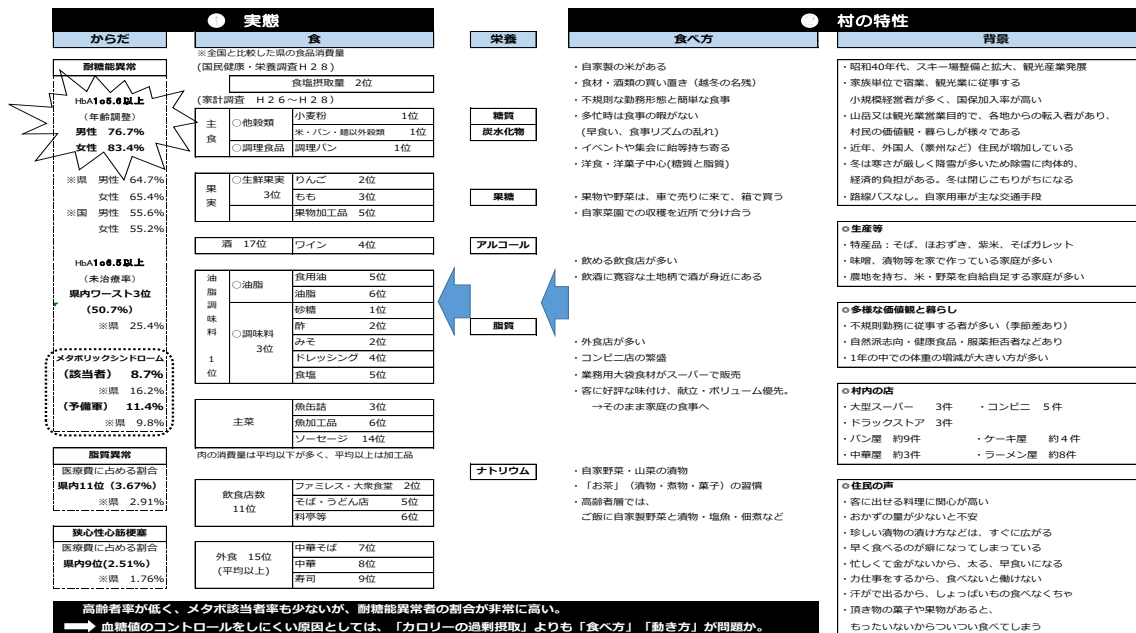 ❶ 実態
からだ
食
栄養
耐糖能異常
HbA1c5.6以上
(年齢調整)
男性 76.7%
女性 83.4%
※県 男性 64.7%
女性 65.4%
※国 男性 55.6%
女性 55.2%
HbA1c6.5以上
(未治療率)
県内ワースト3位
(50.7%)
※県 25.4%
メタボリックシンドローム
(該当者) 8.7%
※県 16.2%
(予備軍) 11.4%
※県 9.8%
脂質異常
医療費に占める割合
県内11位 (3.67%)
※県 2.91%
狭心性心筋梗塞
医療費に占める割合
県内9位(2.51%)
※県 1.76%
※全国と比較した県の食品消費量
(国民健康・栄養調査H28)
食塩摂取量 2位
(家計調査 H26~H28)
主食
○他穀類
小麦粉 1位
米・パン・麺以外穀類 1位
○調理食品
調理パン 1位
果実
○生鮮果実
3位
りんご 2位
もも 3位
果物加工品 5位
酒 17位
ワイン 4位
油脂調味料 1位
○油脂
食用油 5位
油脂 6位
○調味料
3位
砂糖 1位
酢 2位
みそ 2位
ドレッシング 4位
食塩 5位
主菜
魚缶詰 3位
魚加工品 6位
ソーセージ 14位
肉の消費量は平均以下が多く、平均以上は加工品
飲食店数
11位
ファミレス・大衆食堂 2位
そば・うどん店 5位
料亭等 6位
外食 15位
(平均以上)
中華そば 7位
中華 8位
寿司 9位
糖質
炭水化物
果糖
アルコール
脂質
ナトリウム
❷ 村の特性
食べ方
背景
・自家製の米がある
・食材・酒類の買い置き(越冬の名残)
・不規則な勤務形態と簡単な食事
・多忙時は食事の暇がない
(早食い、食事リズムの乱れ)
・イベントや集会に飴等持ち寄る
・洋食・洋菓子中心(糖質と脂質)
・果物や野菜は、車で売りに来て、箱で買う
・自家菜園での収穫を近所で分け合う
・飲める飲食店が多い
・飲酒に寛容な土地柄で酒が身近にある
・外食店が多い
・コンビニ店の繁盛
・業務用大袋食材がスーパーで販売
・客に好評な味付け、献立・ボリューム優先。
→そのまま家庭の食事へ
・自家野菜・山菜の漬物
・「お茶」(漬物・煮物・菓子)の習慣
・高齢者層では、
ご飯に自家製野菜と漬物・塩魚・佃煮など
・昭和40年代、スキー場整備と拡大、観光産業発展
・家族単位で宿業、観光業に従事する
小規模経営者が多く、国保加入率が高い
・山岳又は観光業営業目的で、各地からの転入者があり、
村民の価値観・暮らしが様々である
・近年、外国人(豪州など)住民が増加している
・冬は寒さが厳しく降雪が多いため除雪に肉体的、
経済的負担がある。冬は閉じこもりがちになる
・路線バスなし。自家用車が主な交通手段
◎生産等
・特産品:そば、ほおずき、紫米、そばガレット
・味噌、漬物等を家で作っている家庭が多い
・農地を持ち、米・野菜を自給自足する家庭が多い
◎多様な価値観と暮らし
・不規則勤務に従事する者が多い(季節差あり)
・自然派志向・健康食品・服薬拒否者などあり
・1年の中での体重の増減が大きい方が多い
◎村内の店
・大型スーパー 3件 ・コンビニ 5件
・ドラックストア 3件
・パン屋 約9件 ・ケーキ屋 約4件
・中華屋 約3件 ・ラーメン屋 約8件
◎住民の声
・客に出せる料理に関心が高い
・おかずの量が少ないと不安
・珍しい漬物の漬け方などは、すぐに広がる
・早く食べるのが癖になってしまっている
・忙しくて金がないから、太る、早食いになる
・力仕事をするから、食べないと働けない
・汗がで出るから、しょっぱいもの食べなくちゃ
・頂き物の菓子や果物があると、
もったいないからついつい食べてしまう
高齢者率が低く、メタボ該当者率も少ないが、耐糖能異常者の割合が非常に高い。
血糖値のコントロールをしにくい原因としては、「カロリーの過剰摂取」よりも「食べ方」「動き方」が問題か。